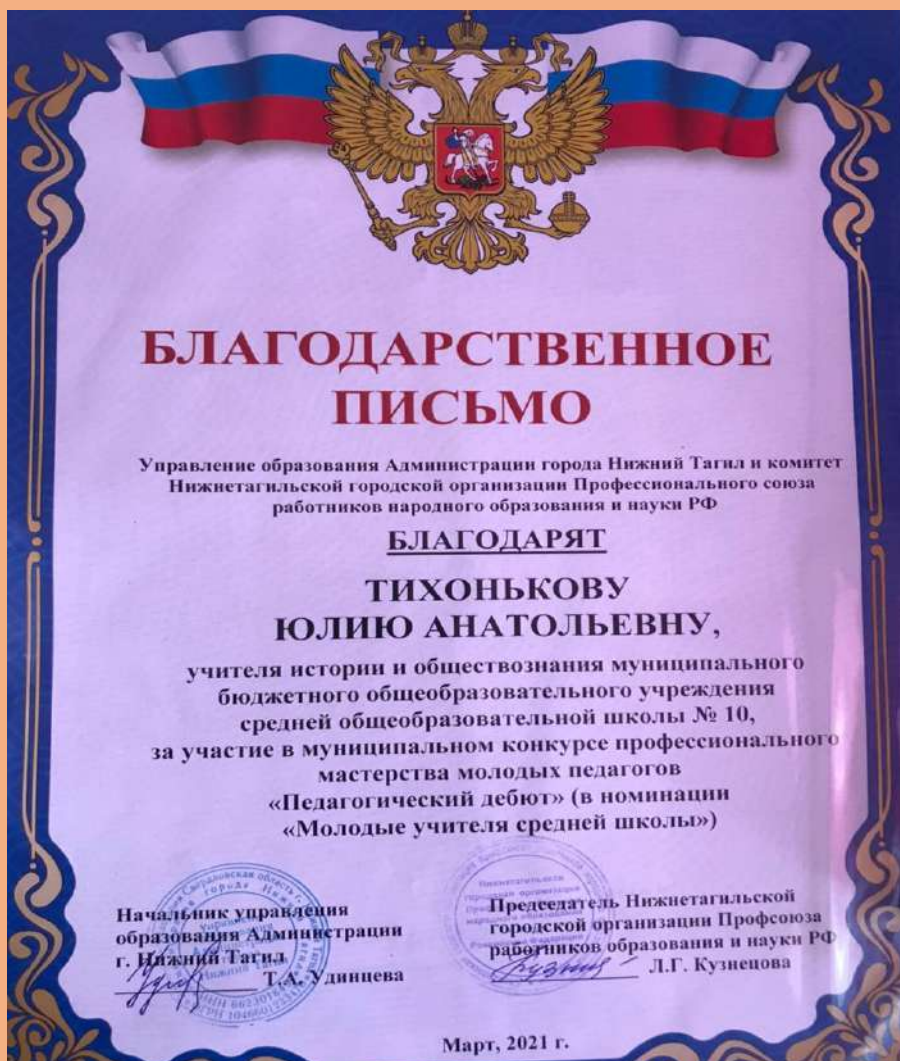 БЛАГОДАРСТВЕННОЕ
ПИСЬМО
Управление образования Администрации города Нижний Тагил и комитет
Нижнетагильской городской организации Профессионального союза
работников народного образования и науки РФ
БЛАГОДАРЯТ
ТИХОНЬКОВУ
ЮЛИЮ АНАТОЛЬЕВНУ,
учителя истории и обществознания муниципального
бюджетного общеобразовательного учреждения
средней общеобразовательной школы № 10,
за участие в муниципальном конкурсе профессионального
мастерства молодых педагогов
«Педагогический дебют» (в номинации
«Молодые учителя средней школы»)
Начальник управления
образования Администрации
г. Нижний Тагил
Т.А. Удинцева
Председатель Нижнетагильской
городской организации Профсоюза
работников образования и науки РФ
Л.Г. Кузнецова
Март, 2021 г.